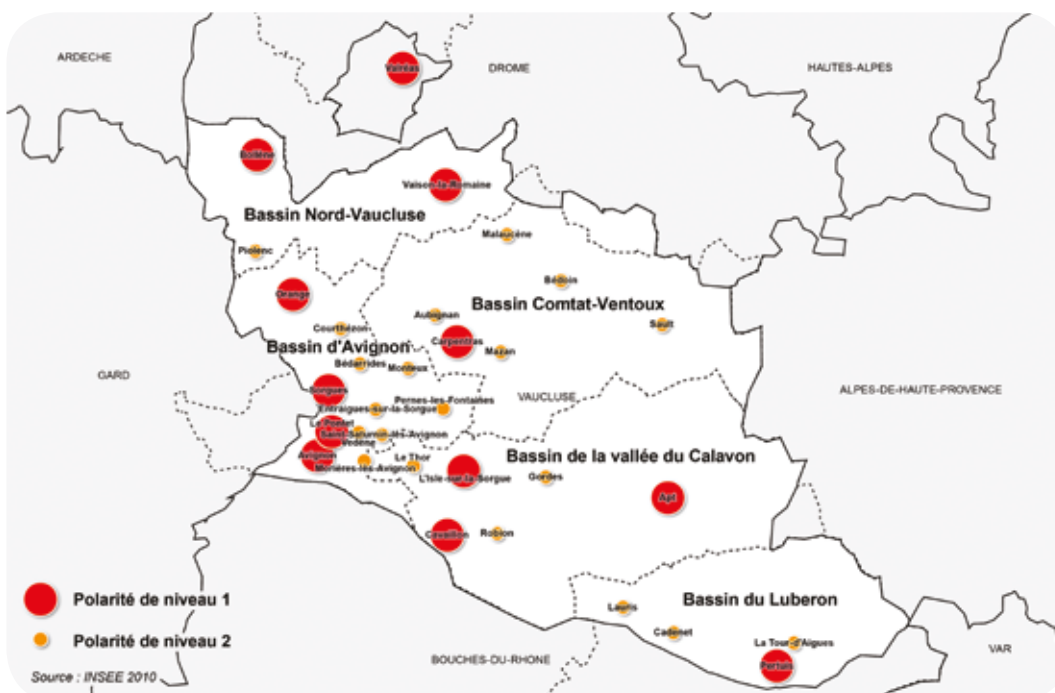 ARDECHE
DROME
HAUTES-ALPES
Valréas
Bollène
Vaison-la-Romaine
Bassin Nord-Vaucluse
Malaucène
Piolenc
Bédoin
Orange
Bassin Comtat-Ventoux
Aubignan
Courthézon
Sault
Carpentras
Bassin d'Avignon
Mazan
Bédarrides
Monteux
GARD
Sorgues
ALPES-DE-HAUTE-PROVENCE
Pernes-les-Fontaines
VAUCLUSE
Entraigues-sur-la-Sorgue
Le Pontet
Saint-Saturnin-lès-Avignon
Vedène
Avignon
Le Thor
Bassin de la vallée du Calavon
Morières-lès-Avignon
L'Isle-sur-la-Sorgue
Gordes
Apt
Cavaillon
Robion
Polarité de niveau 1
Bassin du Luberon
Lauris
Cadenet
Polarité de niveau 2
La Tour-d'Aigues
VAR
BOUCHES-DU-RHONE
Pertuis
Source : INSEE 2010